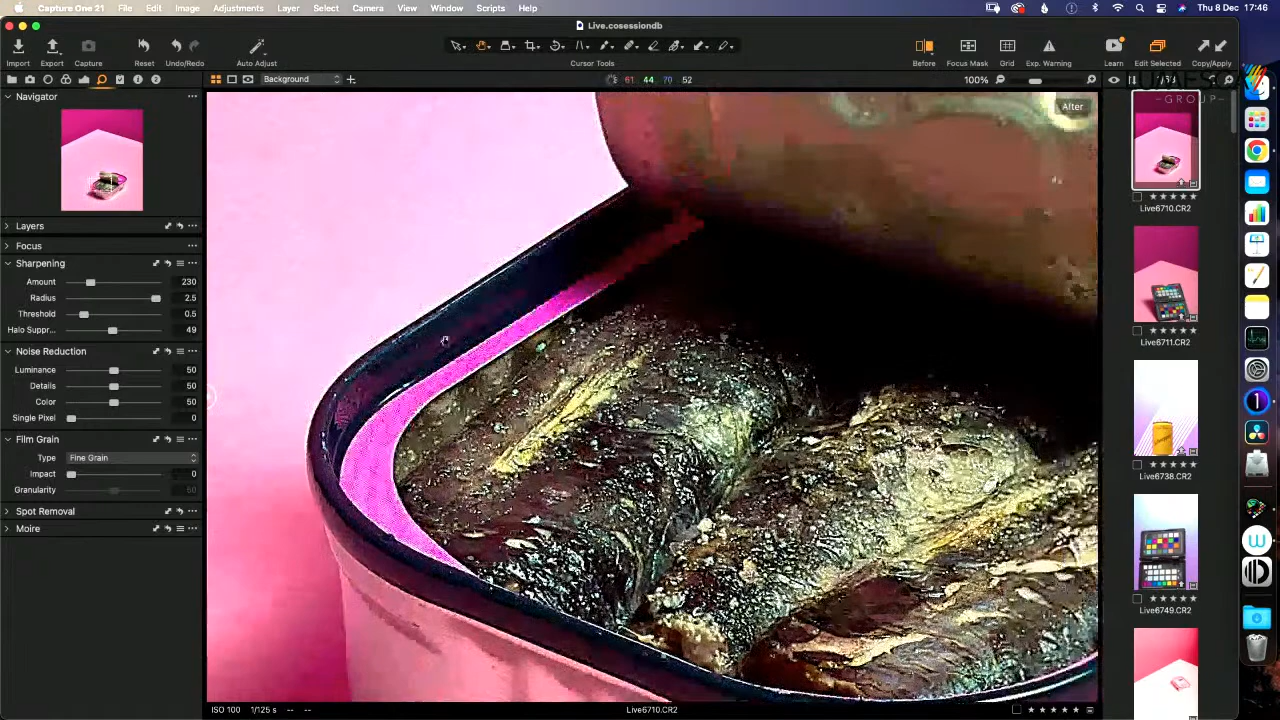 Capture One 21 File Edit Image Adjustments Layer Select Camera View Window Scripts Help
Thu 8 Dec 17:46
Live.cosessiondb
Import Export Capture Reset Undo/Redo Auto Adjust Cursor Tools Before Focus Mask Grid Exp. Warning Learn Edit Selected Copy/Apply
Background
61 44 70 52
100%
Navigator
After
GROUP
Layers
Focus
Sharpening
Amount 230
Radius 2.5
Threshold 0.5
Halo Suppr... 49
Noise Reduction
Luminance 50
Details 50
Color 50
Single Pixel 0
Film Grain
Type Fine Grain
Impact 0
Granularity
Spot Removal
Moire
Live6710.CR2
Live6711.CR2
Live6738.CR2
Live6749.CR2
ISO 100 1/125 s -- --
Live6710.CR2